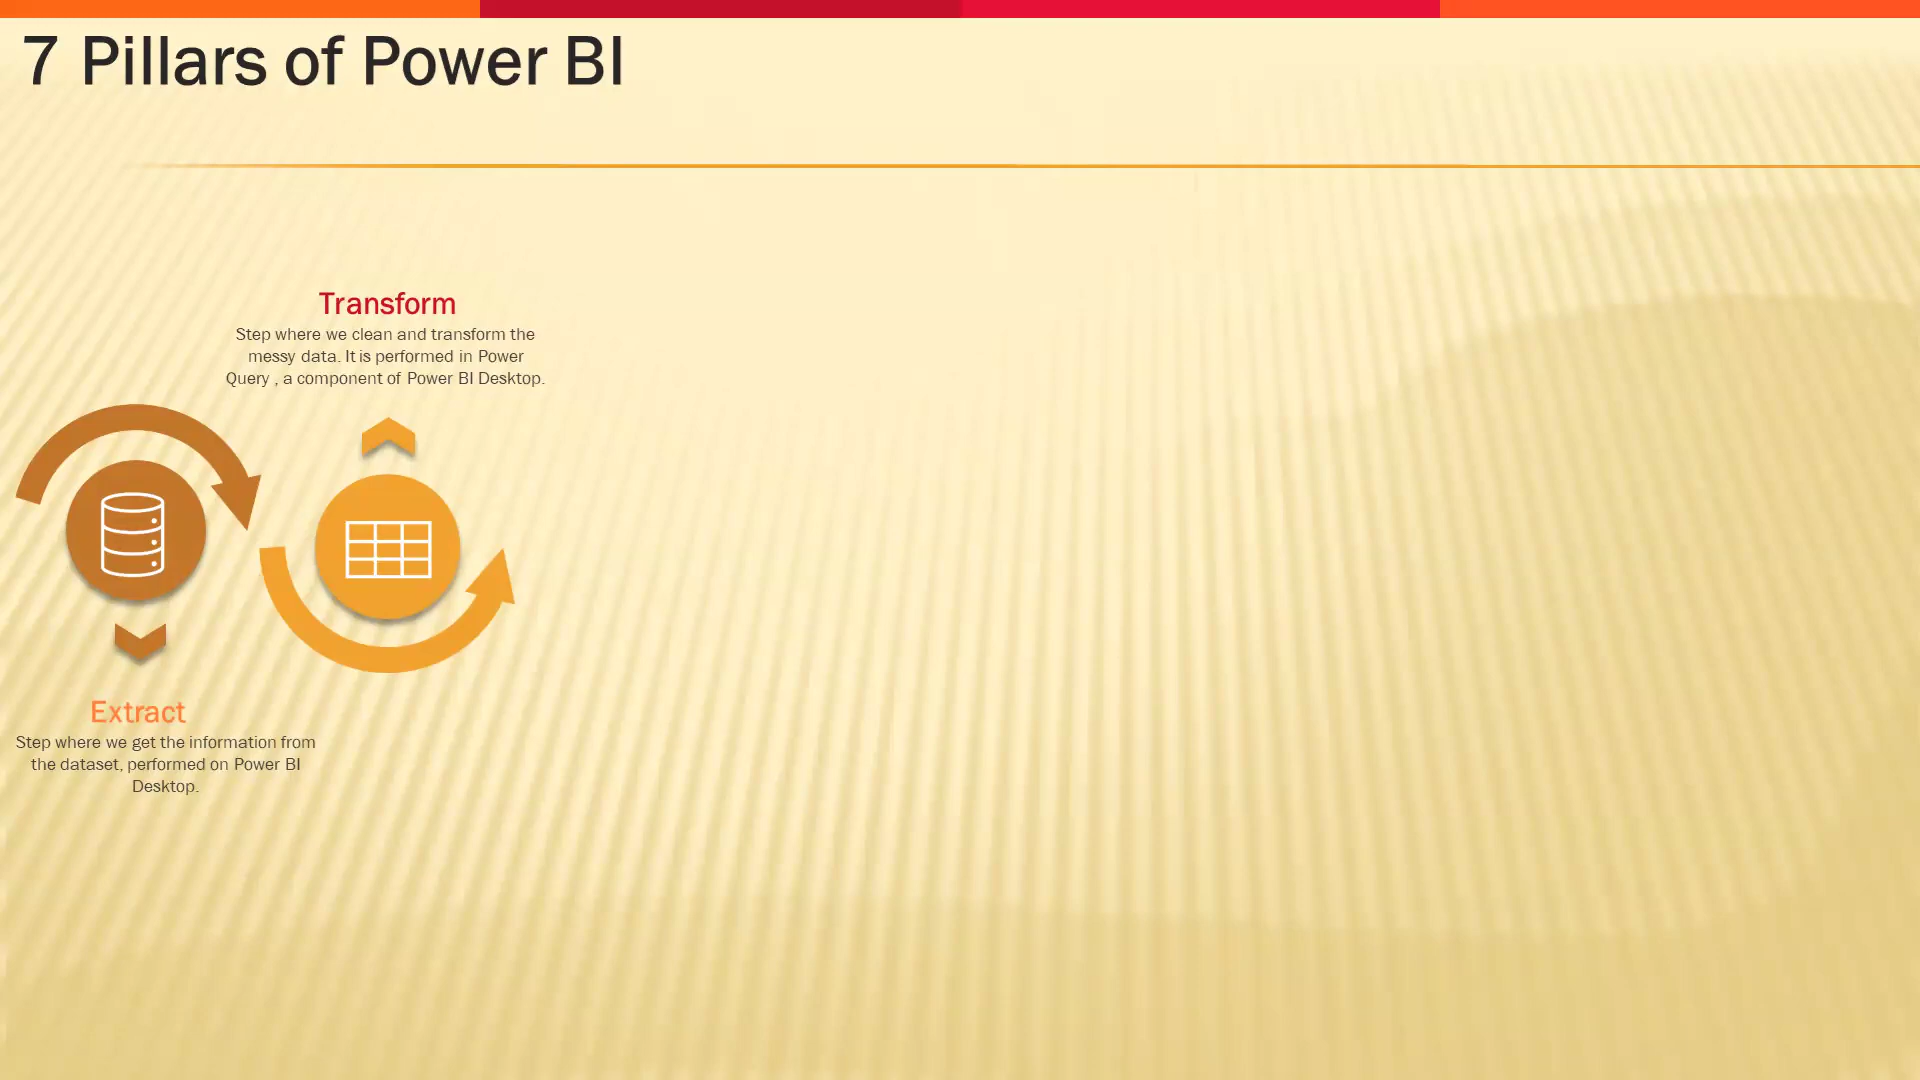 7 Pillars of Power BI
Transform
Step where we clean and transform the
messy data. It is performed in Power
Query , a component of Power BI Desktop.
Extract
Step where we get the information from
the dataset, performed on Power BI
Desktop.